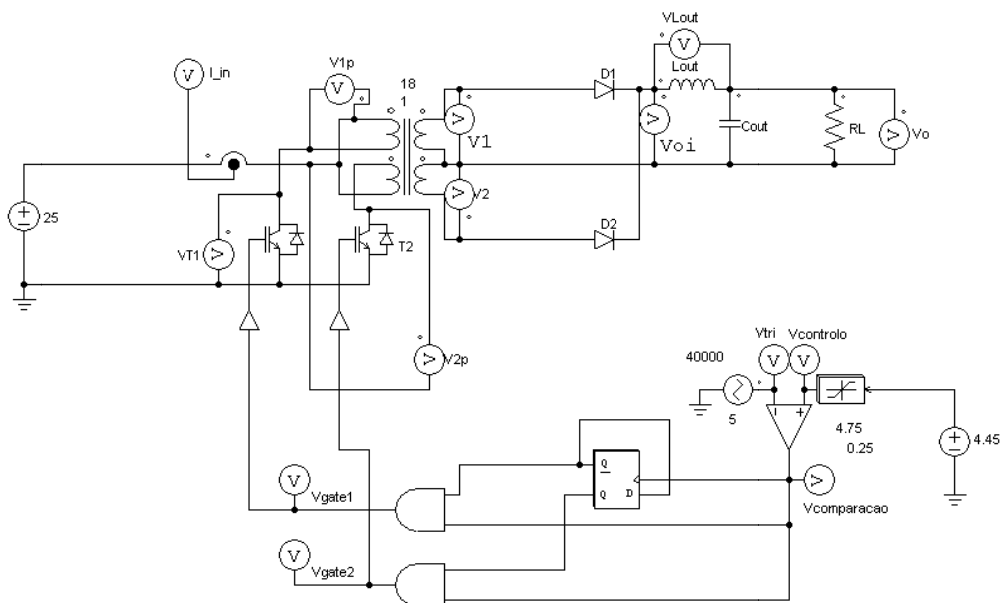 VLout
V
I_in
V
V1p
V
18
1
D1
Lout
V
V1
V
Voi
Cout
RL
V
Vo
25
V
V2
V
VT1
T2
D2
V
V2p
Vtri
Vcontrolo
40000
V
V
5
4.75
0.25
4.45
Q
Q
D
V
Vcomparacao
V
Vgate1
V
Vgate2